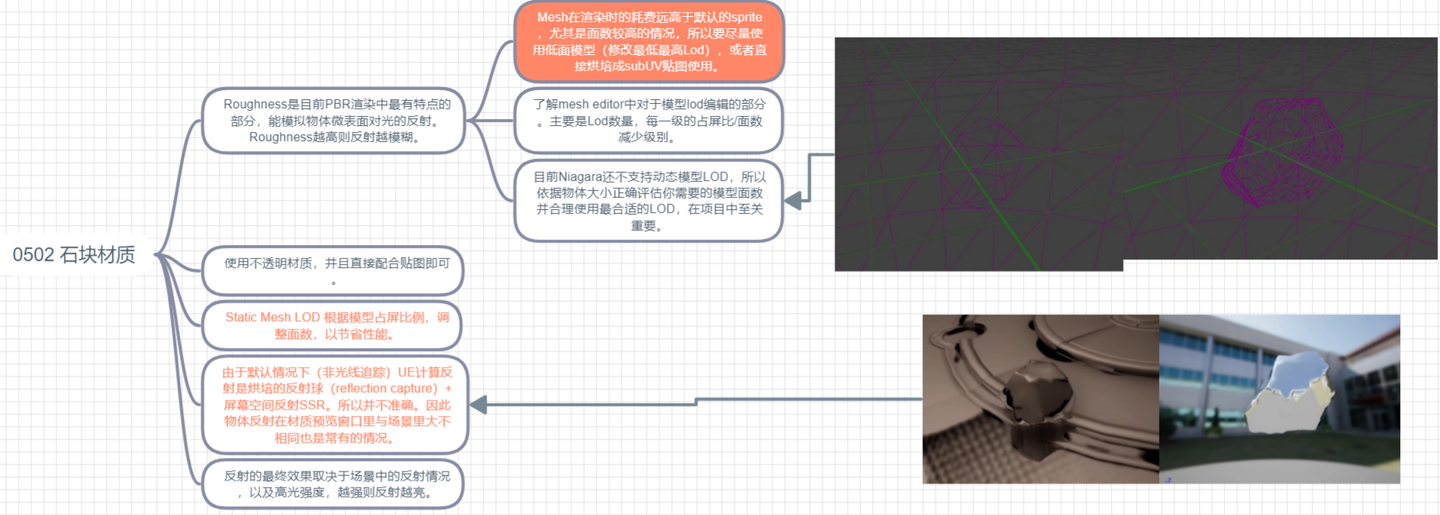 0502 石块材质
Roughness是目前PBR渲染中最有特点的
部分，能模拟物体微表面对光的反射。
Roughness越高则反射越模糊。
Mesh在渲染时的耗费远高于默认的sprite
，尤其是面数较高的情况，所以要尽量使
用低面模型（修改最低最高Lod），或者直
接烘培成subUV贴图使用。
了解mesh editor中对于模型lod编辑的部分
。主要是Lod数量，每一级的占屏比/面数
减少级别。
目前Niagara还不支持动态模型LOD，所以
依据物体大小正确评估你需要的模型面数
并合理使用最合适的LOD，在项目中至关
重要。
使用不透明材质，并且直接配合贴图即可
。
Static Mesh LOD 根据模型占屏比例，调
整面数，以节省性能。
由于默认情况下（非光线追踪）UE计算反
射是烘培的反射球（reflection capture）+
屏幕空间反射SSR。所以并不准确。因此
物体反射在材质预览窗口里与场景里大不
相同也是常有的情况。
反射的最终效果取决于场景中的反射情况
，以及高光强度，越强则反射越亮。